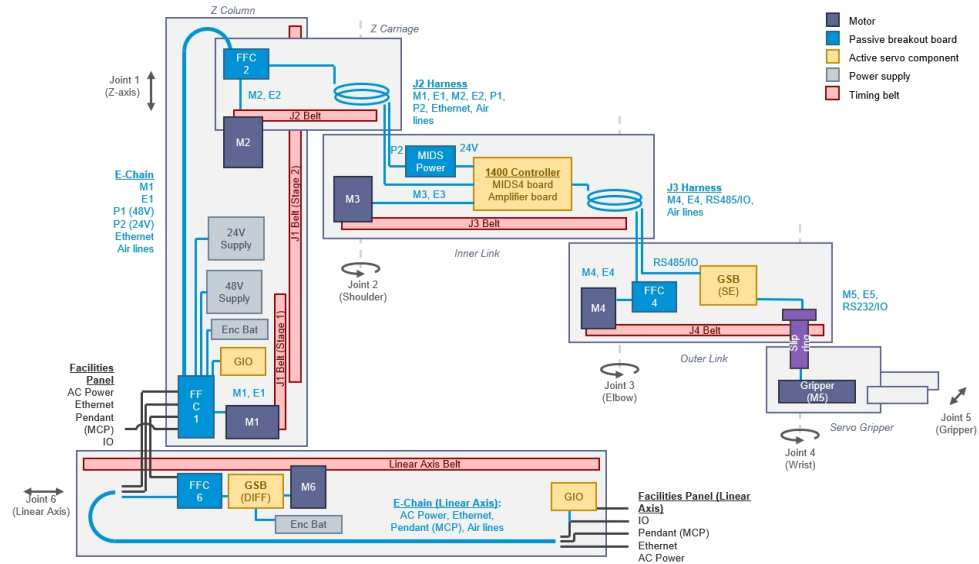 Z Column
Z Carriage
Motor
Passive breakout board
Active servo component
Power supply
Timing belt
Joint 1
(Z-axis)
FFC
2
M2, E2
J2 Belt
M2
J2 Harness
M1, E1, M2, E2, P1,
P2, Ethernet, Air
lines
E-Chain
M1
E1
P1 (48V)
P2 (24V)
Ethernet
Air lines
J1 Belt (Stage 2)
24V
Supply
48V
Supply
Enc Bat
GIO
J1 Belt (Stage 1)
FF
C
1
M1, E1
M1
Facilities
Panel
AC Power
Ethernet
Pendant
(MCP)
IO
P2
MIDS
Power
24V
1400 Controller
MIDS4 board
Amplifier board
M3
M3, E3
J3 Belt
Inner Link
Joint 2
(Shoulder)
J3 Harness
M4, E4, RS485/IO,
Air lines
M4, E4
RS485/IO
FFC
4
GSB
(SE)
M4
J4 Belt
M5, E5,
RS232/IO
Slip
ring
Outer Link
Joint 3
(Elbow)
Gripper
(M5)
Servo Gripper
Joint 4
(Wrist)
Joint 5
(Gripper)
Linear Axis Belt
Joint 6
(Linear Axis)
FFC
6
GSB
(DIFF)
M6
Enc Bat
E-Chain (Linear Axis):
AC Power, Ethernet,
Pendant (MCP), Air lines
GIO
Facilities Panel (Linear
Axis)
IO
Pendant (MCP)
Ethernet
AC Power